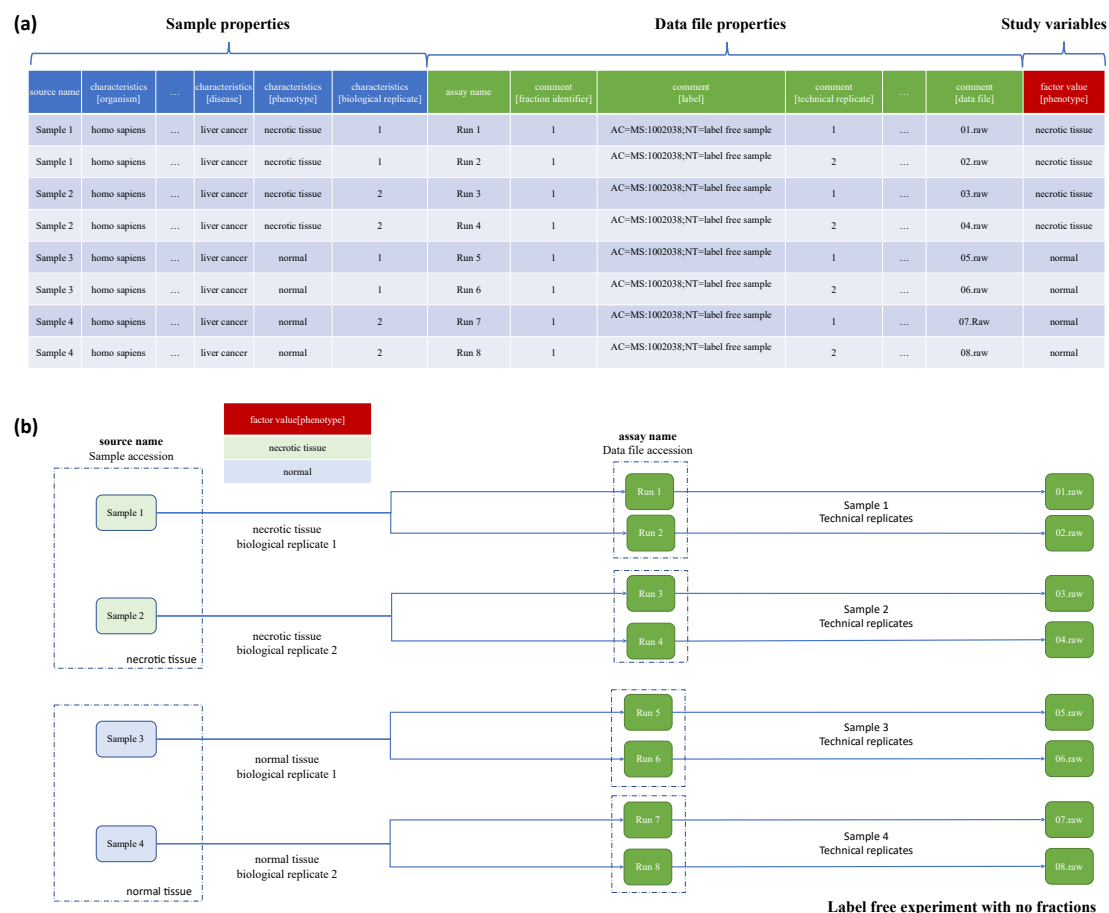 (a)
Sample properties Data file properties Study variables
source name characteristics [organism] … characteristics [disease] characteristics [phenotype] characteristics [biological replicate] assay name comment [fraction identifier] comment [label] comment [technical replicate] … comment [data file] factor value [phenotype]
Sample 1 homo sapiens … liver cancer necrotic tissue 1 Run 1 1 AC=MS:1002038;NT=label free sample 1 … 01.raw necrotic tissue
Sample 1 homo sapiens … liver cancer necrotic tissue 1 Run 2 1 AC=MS:1002038;NT=label free sample 2 … 02.raw necrotic tissue
Sample 2 homo sapiens … liver cancer necrotic tissue 2 Run 3 1 AC=MS:1002038;NT=label free sample 1 … 03.raw necrotic tissue
Sample 2 homo sapiens … liver cancer necrotic tissue 2 Run 4 1 AC=MS:1002038;NT=label free sample 2 … 04.raw necrotic tissue
Sample 3 homo sapiens … liver cancer normal 1 Run 5 1 AC=MS:1002038;NT=label free sample 1 … 05.raw normal
Sample 3 homo sapiens … liver cancer normal 1 Run 6 1 AC=MS:1002038;NT=label free sample 2 … 06.raw normal
Sample 4 homo sapiens … liver cancer normal 2 Run 7 1 AC=MS:1002038;NT=label free sample 1 … 07.Raw normal
Sample 4 homo sapiens … liver cancer normal 2 Run 8 1 AC=MS:1002038;NT=label free sample 2 … 08.raw normal
(b)
factor value[phenotype]
necrotic tissue
normal
source name
Sample accession
assay name
Data file accession
Sample 1
necrotic tissue
biological replicate 1
Run 1
Run 2
Sample 1
Technical replicates
01.raw
02.raw
Sample 2
necrotic tissue
necrotic tissue
biological replicate 2
Run 3
Run 4
Sample 2
Technical replicates
03.raw
04.raw
Sample 3
normal tissue
biological replicate 1
Run 5
Run 6
Sample 3
Technical replicates
05.raw
06.raw
Sample 4
normal tissue
normal tissue
biological replicate 2
Run 7
Run 8
Sample 4
Technical replicates
07.raw
08.raw
Label free experiment with no fractions